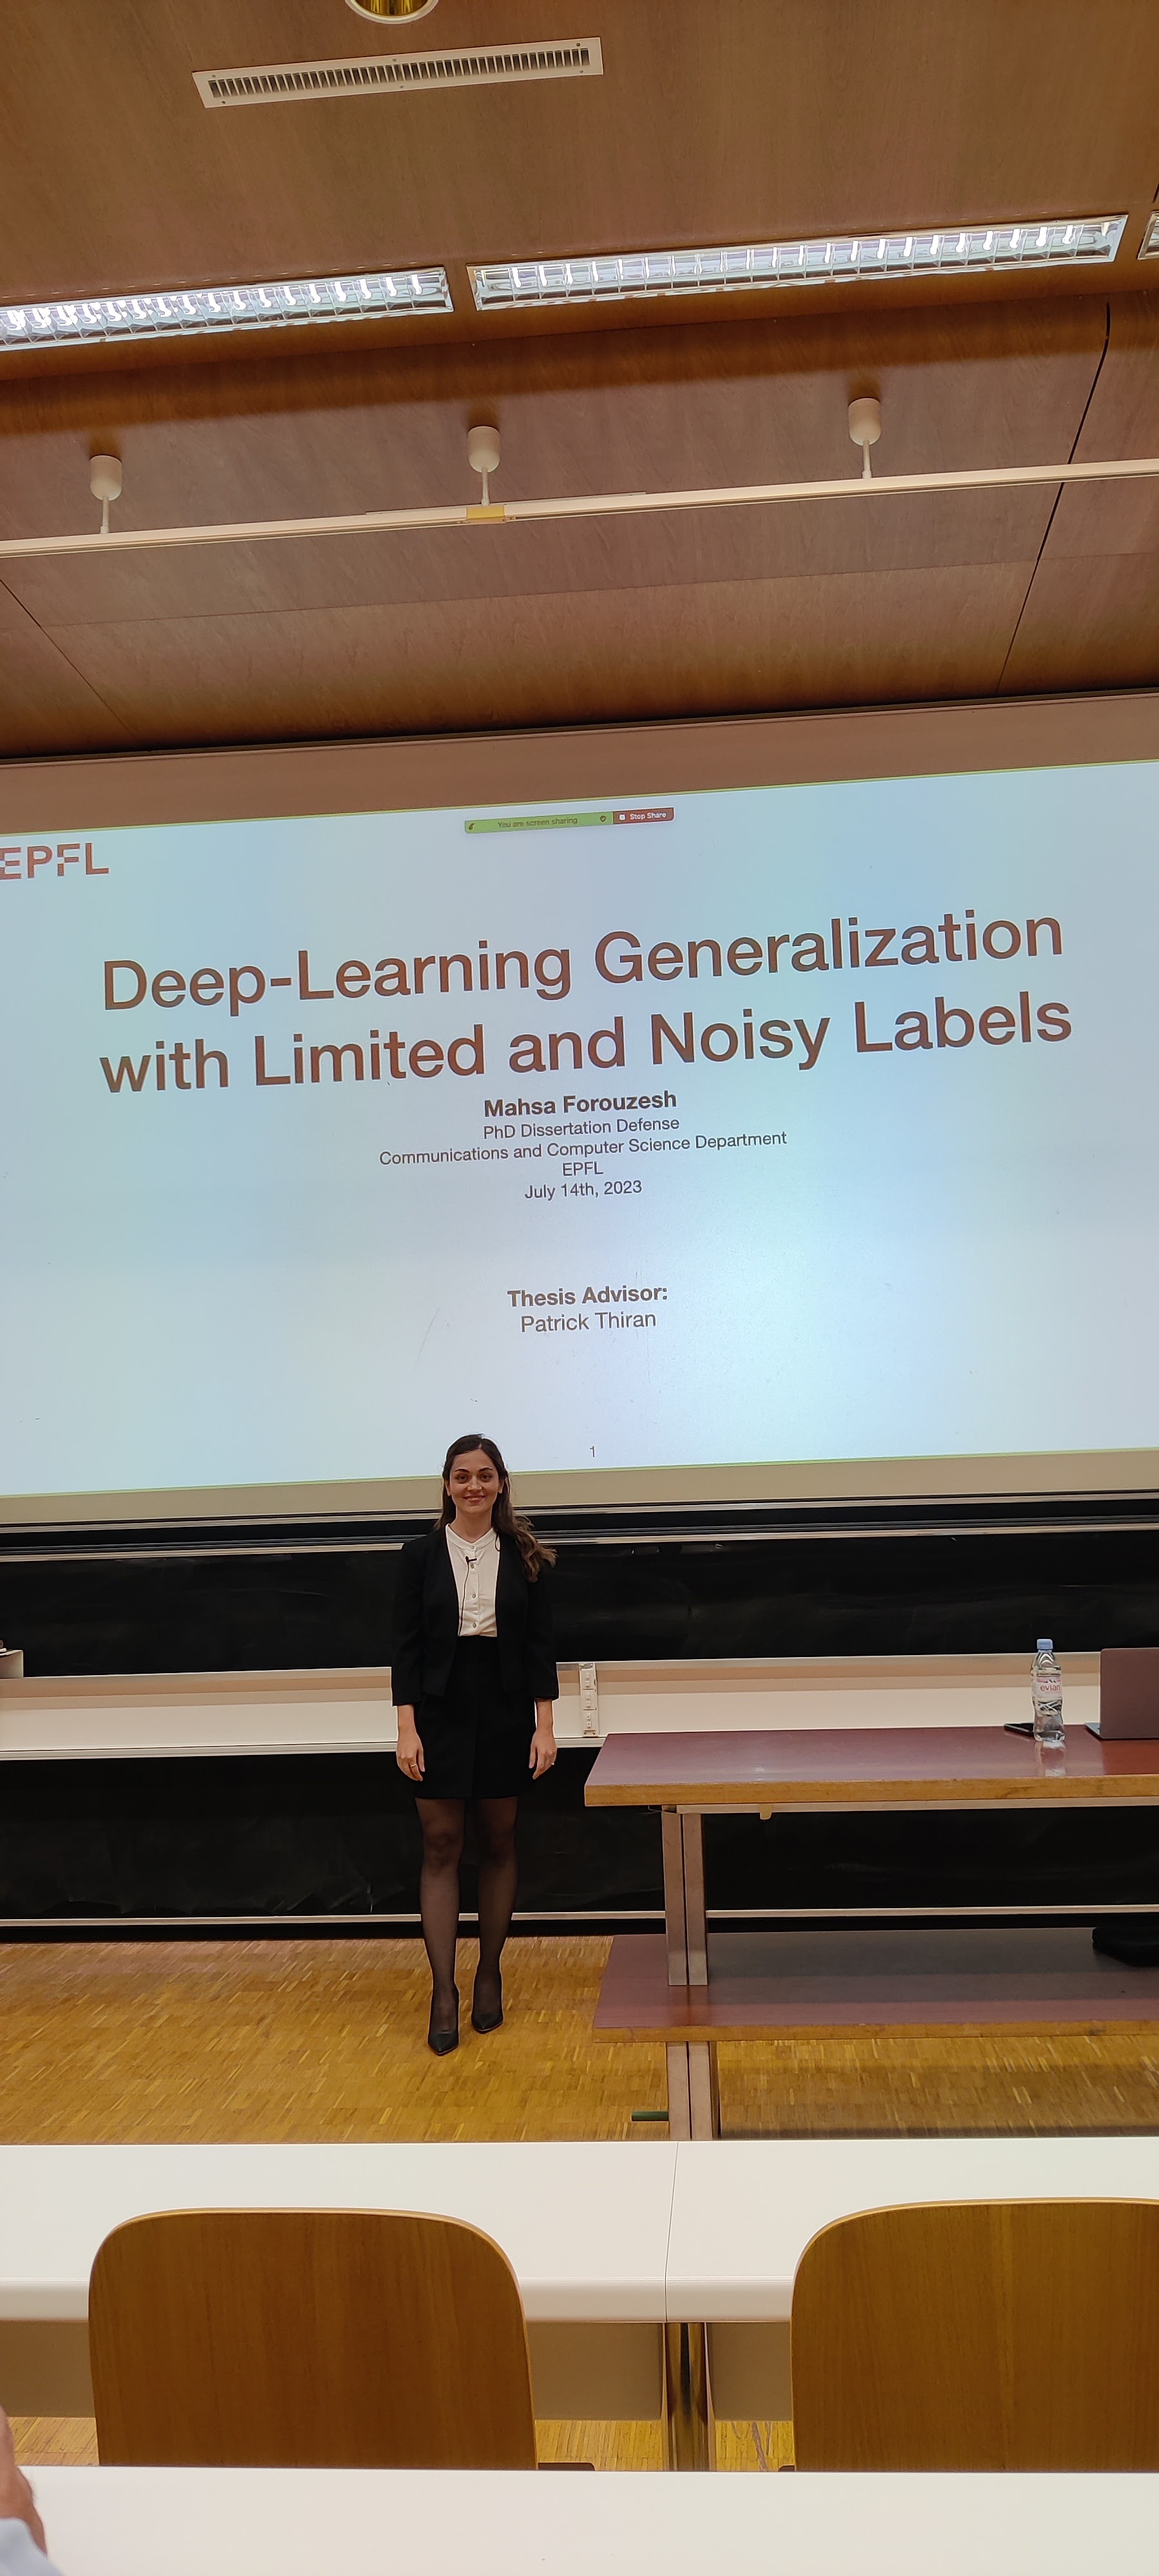 You are screen sharing Stop Share
EPFL
Deep-Learning Generalization
with Limited and Noisy Labels
Mahsa Forouzesh
PhD Dissertation Defense
Communications and Computer Science Department
EPFL
July 14th, 2023
Thesis Advisor:
Patrick Thiran
1
evian